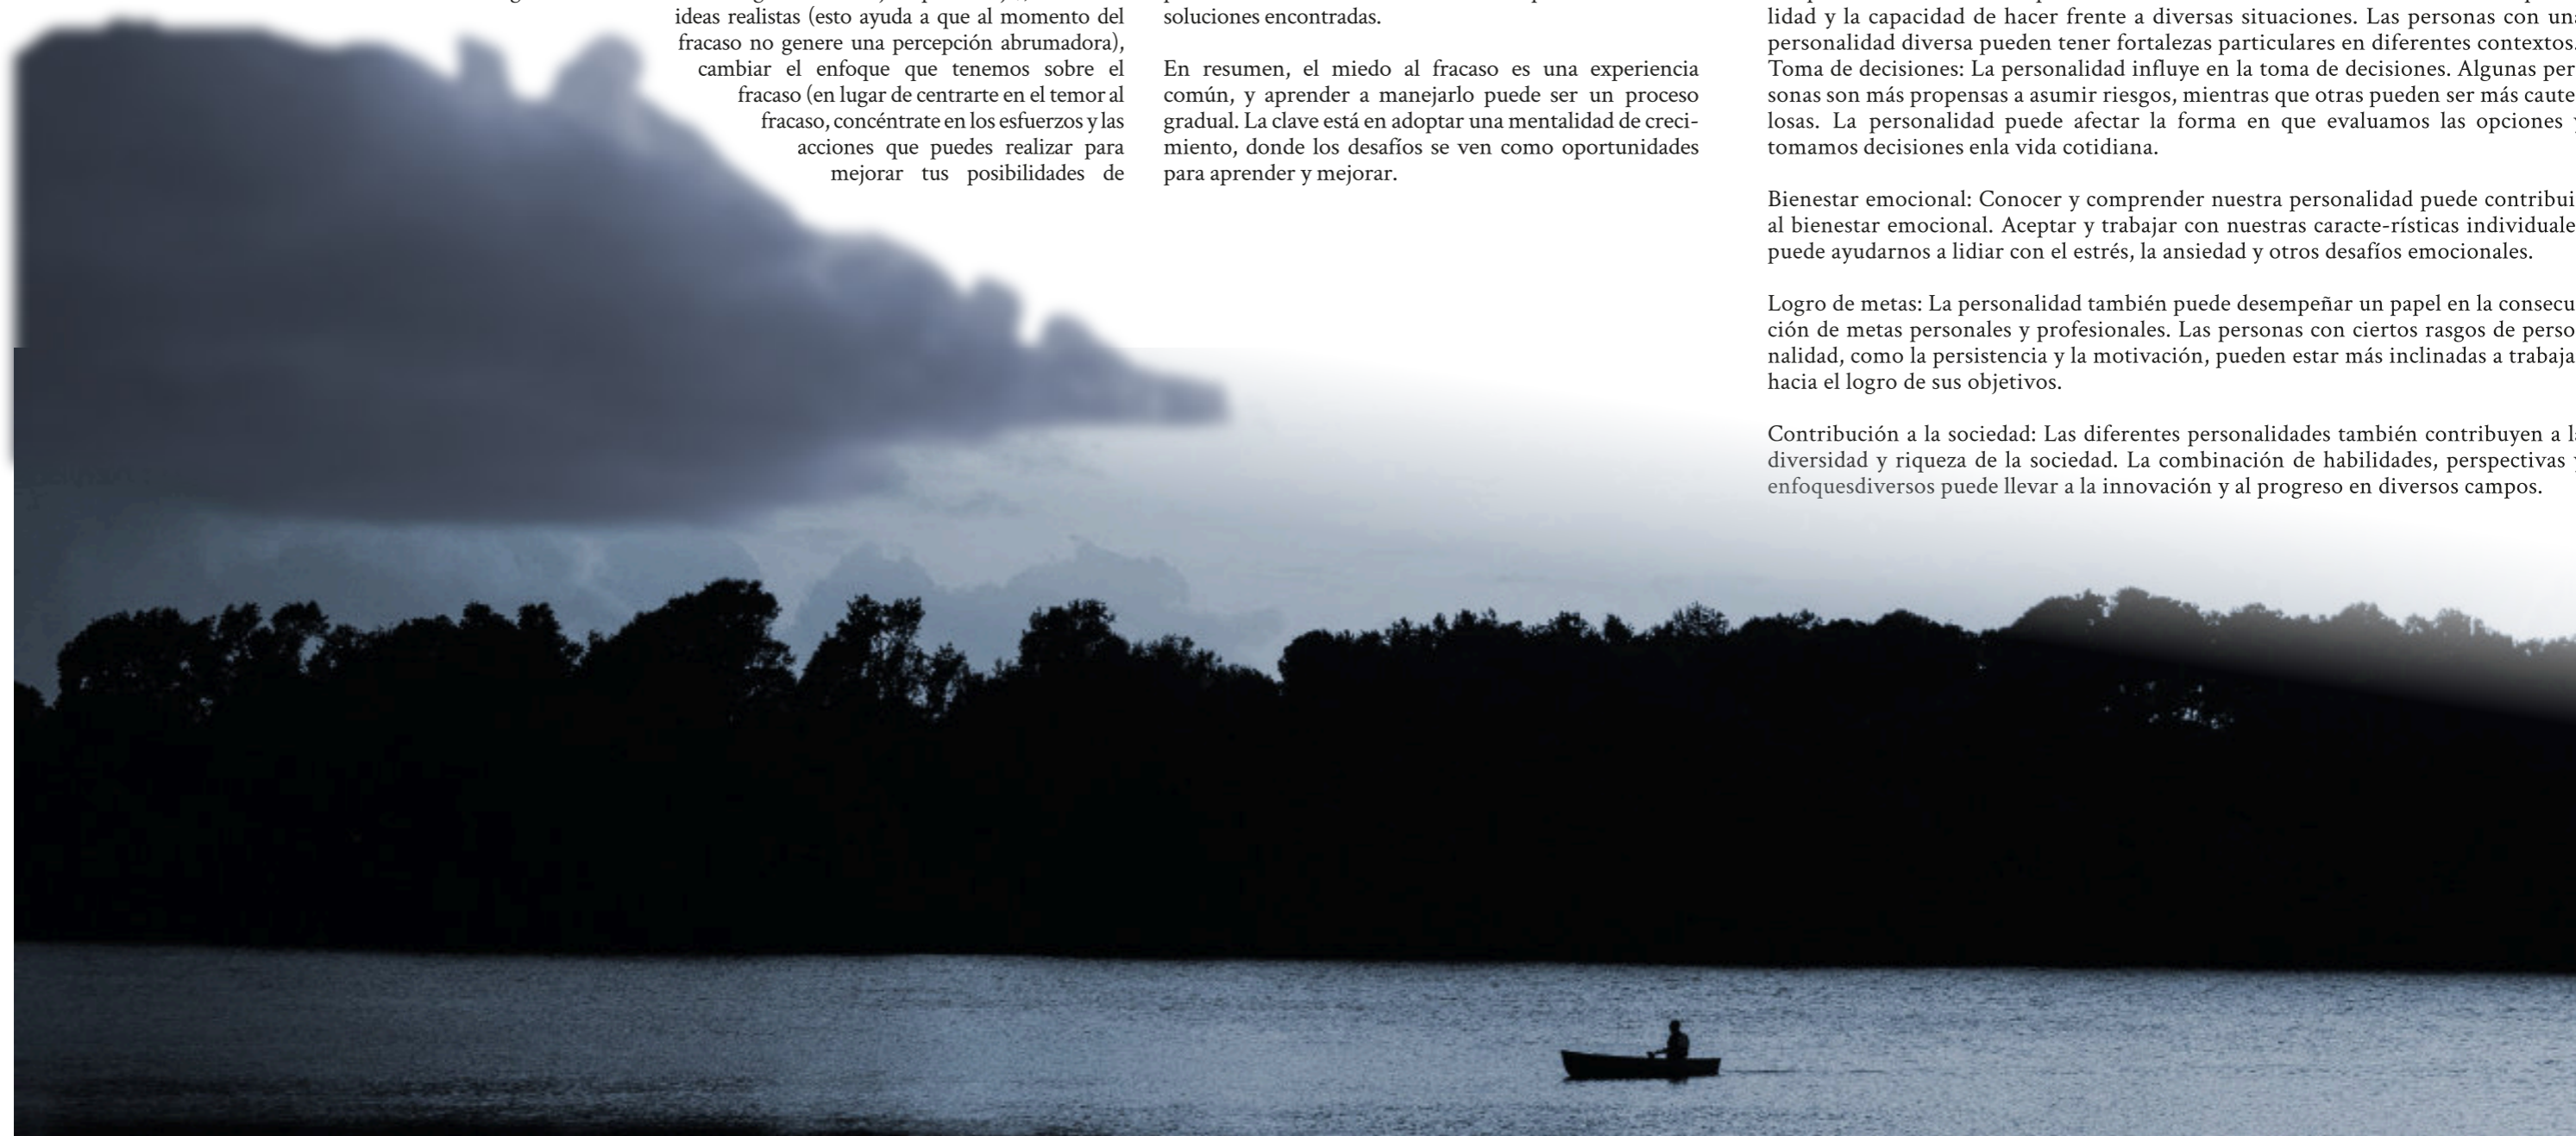 ideas realistas (esto ayuda a que al momento del
fracaso no genere una percepción abrumadora),
cambiar el enfoque que tenemos sobre el
fracaso (en lugar de centrarte en el temor al
fracaso, concéntrate en los esfuerzos y las
acciones que puedes realizar para
mejorar tus posibilidades de
soluciones encontradas.
En resumen, el miedo al fracaso es una experiencia
común, y aprender a manejarlo puede ser un proceso
gradual. La clave está en adoptar una mentalidad de creci-
miento, donde los desafíos se ven como oportunidades
para aprender y mejorar.
lidad y la capacidad de hacer frente a diversas situaciones. Las personas con una
personalidad diversa pueden tener fortalezas particulares en diferentes contextos.
Toma de decisiones: La personalidad influye en la toma de decisiones. Algunas per
sonas son más propensas a asumir riesgos, mientras que otras pueden ser más caute
losas. La personalidad puede afectar la forma en que evaluamos las opciones
tomamos decisiones enla vida cotidiana.
Bienestar emocional: Conocer y comprender nuestra personalidad puede contribui
al bienestar emocional. Aceptar y trabajar con nuestras caracte-rísticas individuale
puede ayudarnos a lidiar con el estrés, la ansiedad y otros desafíos emocionales.
Logro de metas: La personalidad también puede desempeñar un papel en la consecu
ción de metas personales y profesionales. Las personas con ciertos rasgos de perso
nalidad, como la persistencia y la motivación, pueden estar más inclinadas a trabaja
hacia el logro de sus objetivos.
Contribución a la sociedad: Las diferentes personalidades también contribuyen a la
diversidad y riqueza de la sociedad. La combinación de habilidades, perspectivas
enfoquesdiversos puede llevar a la innovación y al progreso en diversos campos.